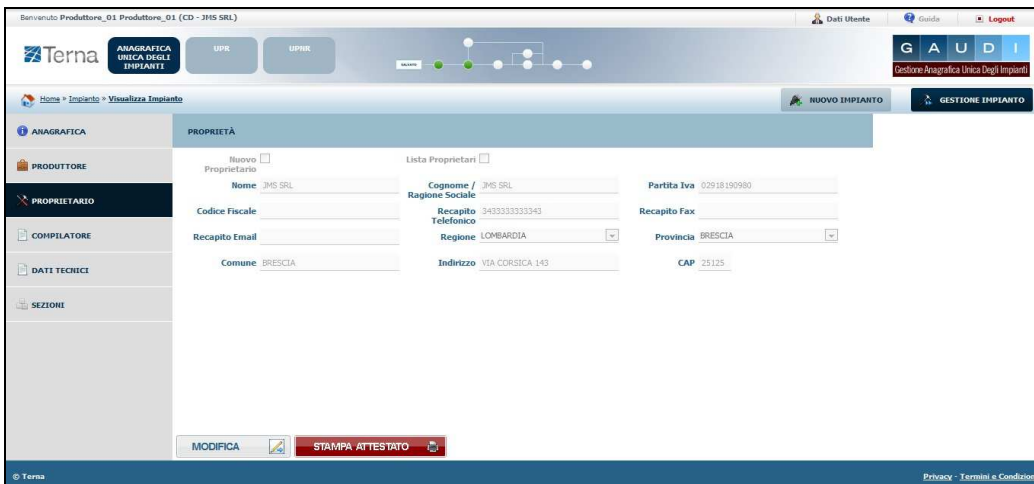 Benvenuto Produttore_01 Produttore_01 (CD - JMS SRL) Dati Utente Guida Logout
Terna ANAGRAFICA UNICA DEGLI IMPIANTI UPR UPNR
GAUDI
Gestione Anagrafica Unica Degli Impianti
Home » Impianto » Visualizza Impianto NUOVO IMPIANTO GESTIONE IMPIANTO
ANAGRAFICA
PRODUTTORE
PROPRIETARIO
COMPILATORE
DATI TECNICI
SEZIONI
PROPRIETÀ
Nuovo Proprietario Lista Proprietari
Nome JMS SRL Cognome / Ragione Sociale JMS SRL Partita Iva 02918190980
Codice Fiscale Recapito Telefonico 3433333333343 Recapito Fax
Recapito Email Regione LOMBARDIA Provincia BRESCIA
Comune BRESCIA Indirizzo VIA CORSICA 143 CAP 25125
MODIFICA STAMPA ATTESTATO
© Terna Privacy - Termini e Condizion